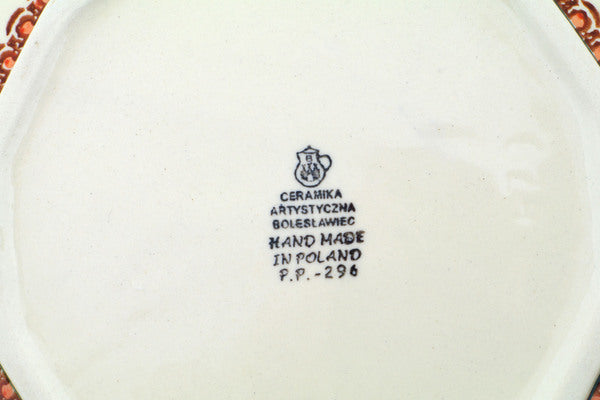 CERAMIKA
ARTYSTYCZNA
BOLESŁAWIEC
HAND MADE
IN POLAND
P.P.-296